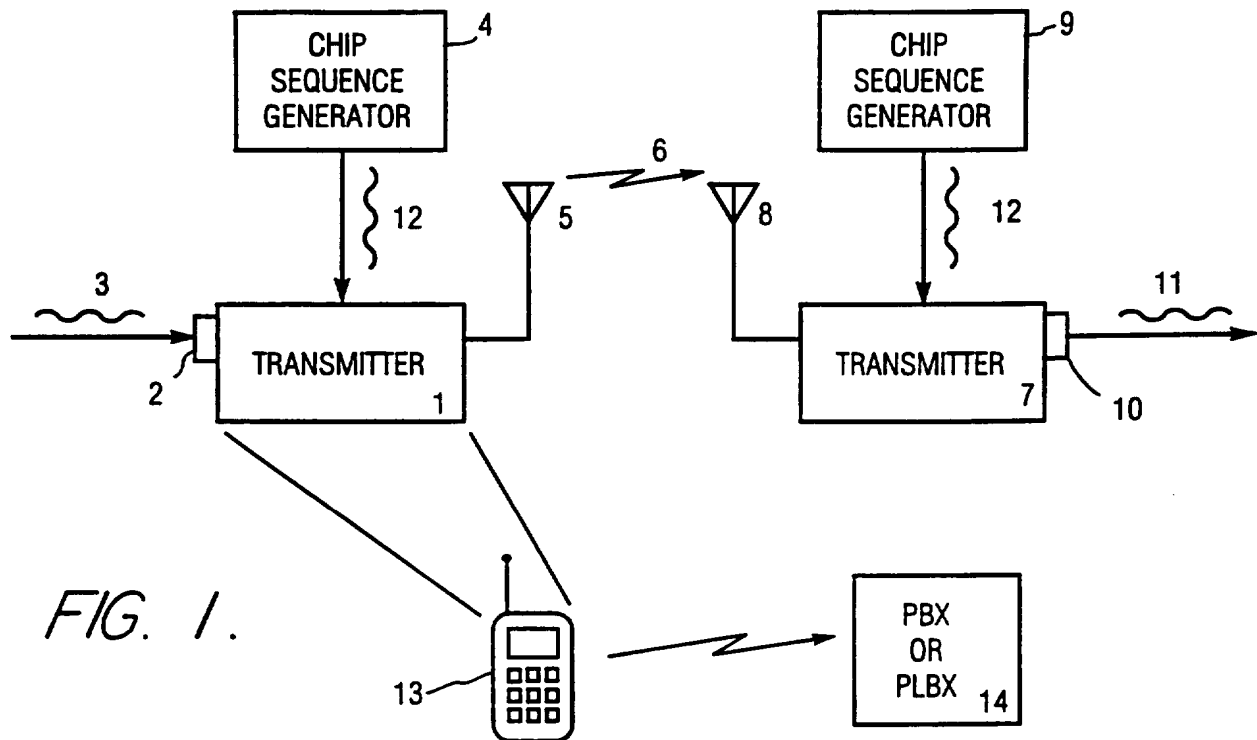 CHIP
SEQUENCE
GENERATOR
4
CHIP
SEQUENCE
GENERATOR
9
12
5
6
8
12
3
2
TRANSMITTER
1
TRANSMITTER
7
10
11
FIG. 1.
13
PBX
OR
PLBX
14